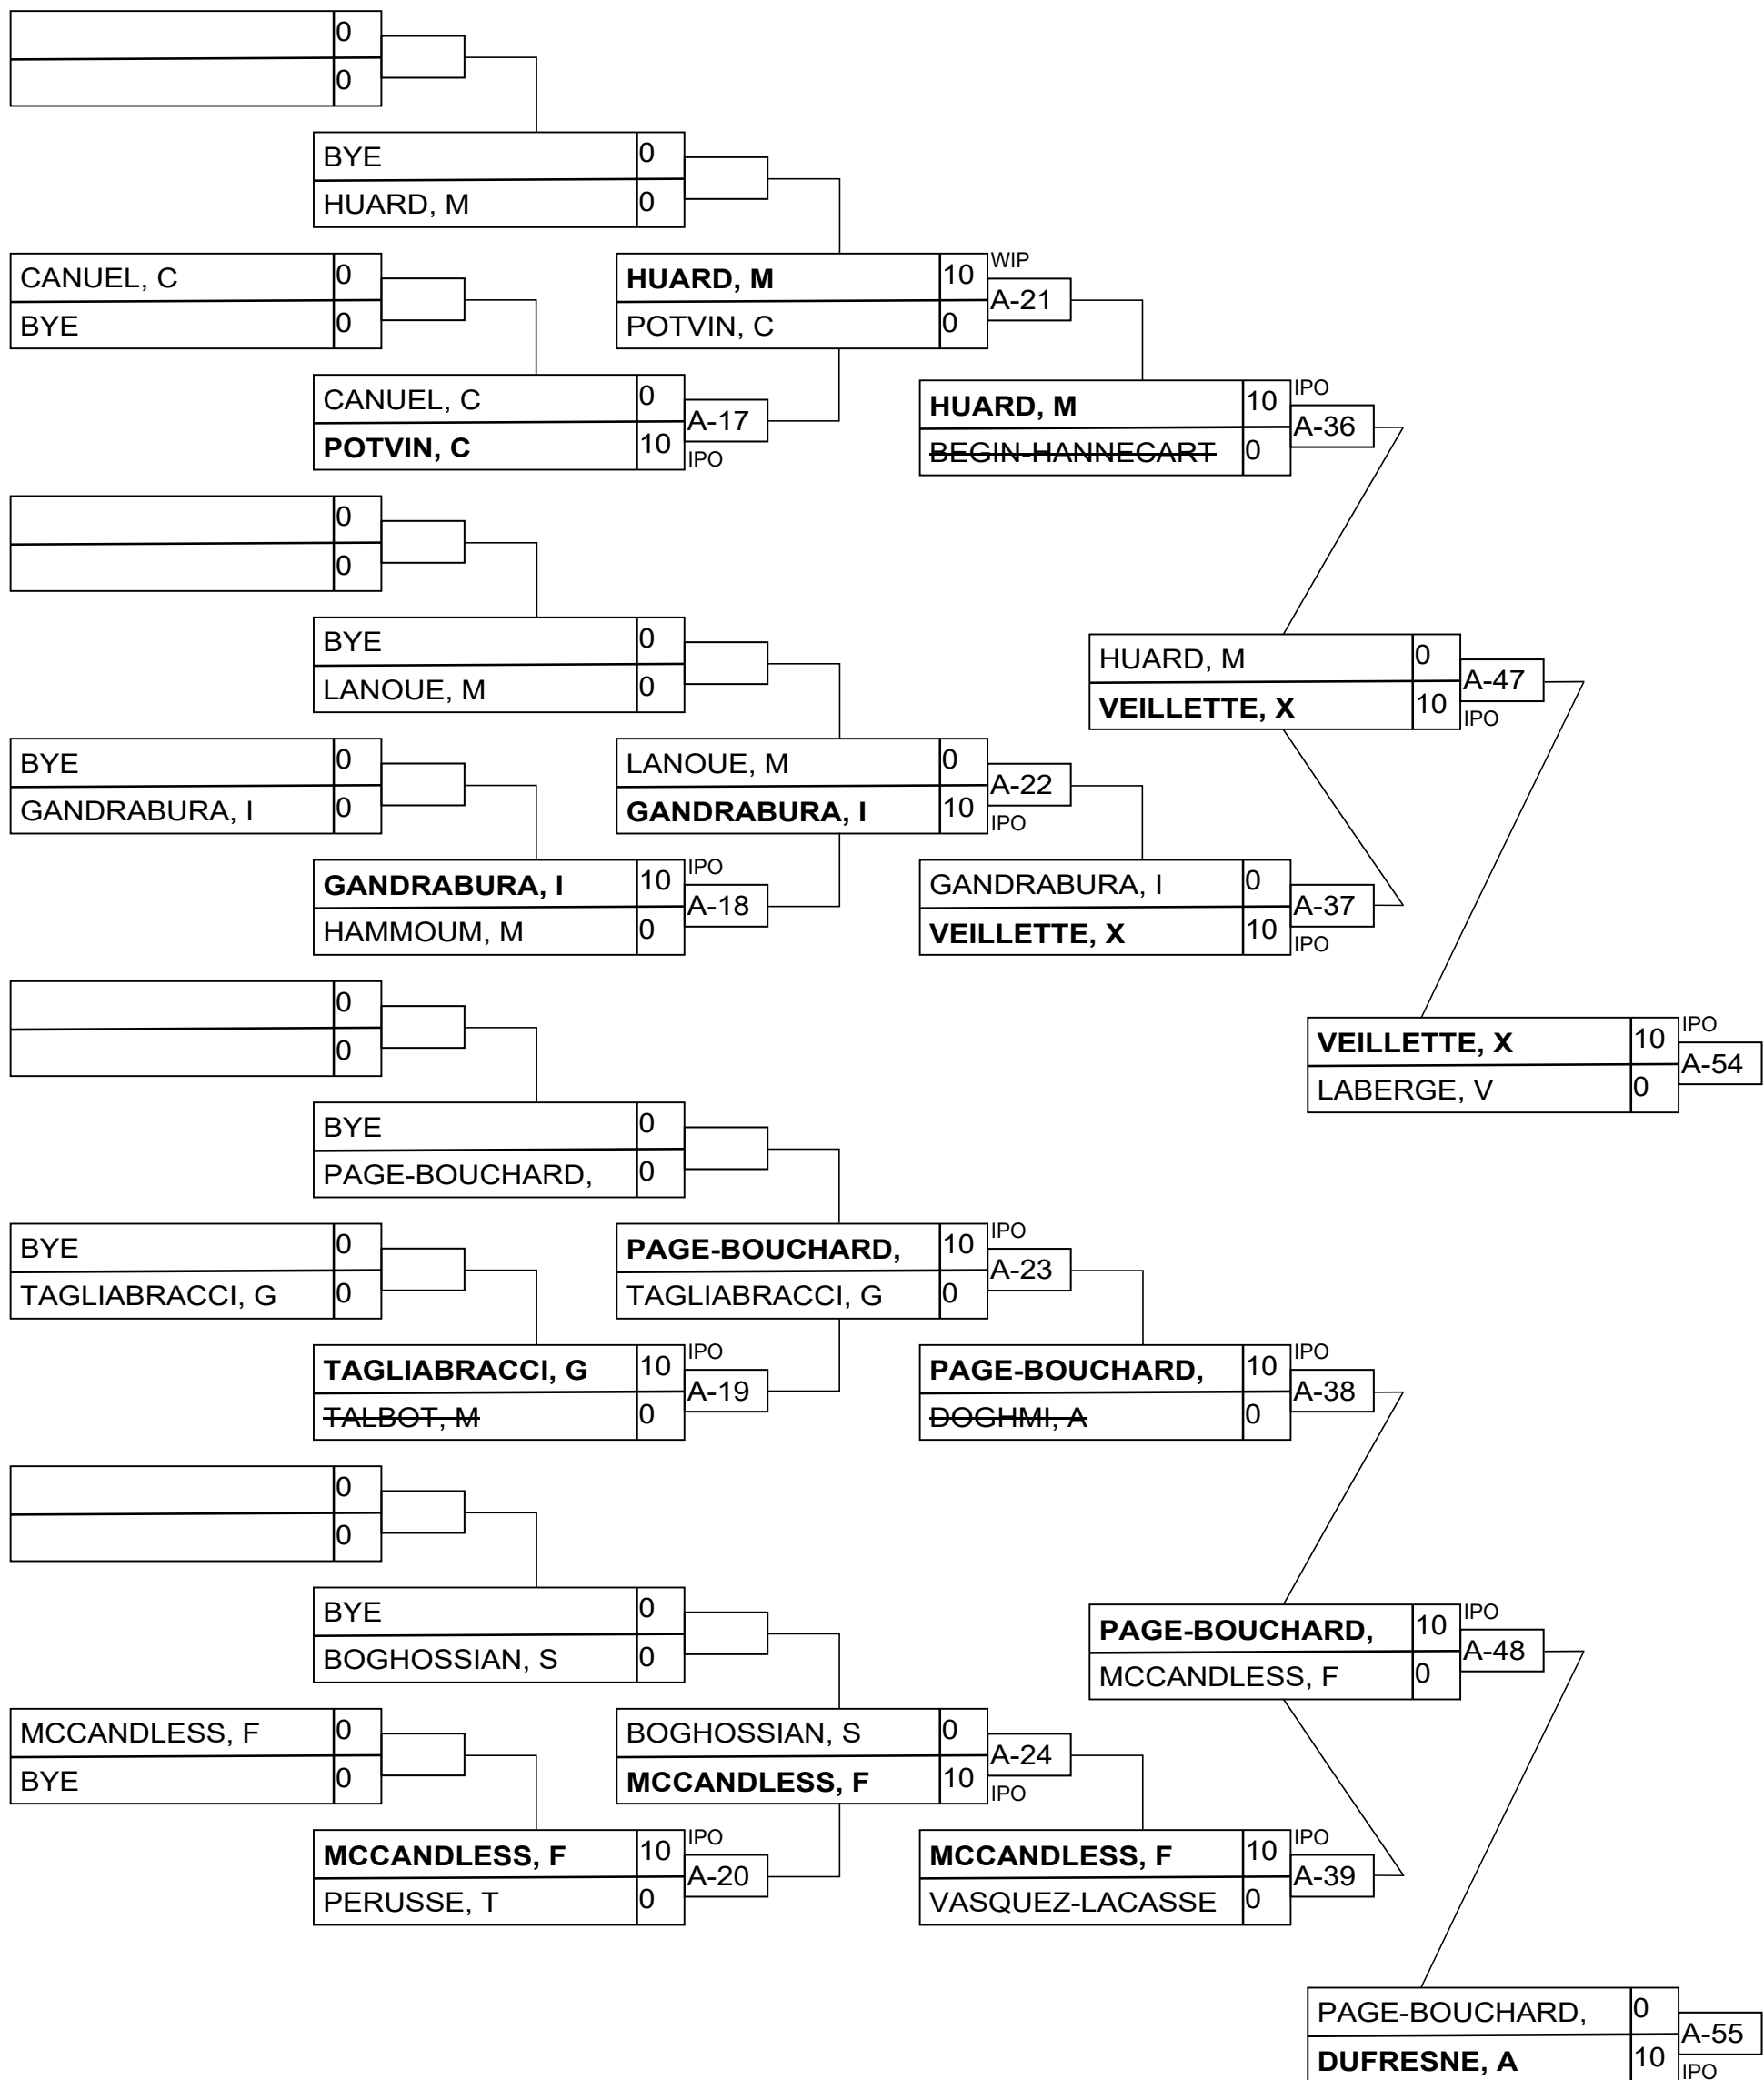 0
0
BYE 0
HUARD, M 0
CANUEL, C 0
BYE 0
HUARD, M 10 WIP
A-21
POTVIN, C 0
CANUEL, C 0
A-17
POTVIN, C 10 IPO
HUARD, M 10 IPO
A-36
BEGIN-HANNECART 0
0
0
BYE 0
LANOUE, M 0
HUARD, M 0
A-47
VEILLETTE, X 10 IPO
BYE 0
GANDRABURA, I 0
LANOUE, M 0
A-22
GANDRABURA, I 10 IPO
GANDRABURA, I 10 IPO
A-18
HAMMOUM, M 0
GANDRABURA, I 0
A-37
VEILLETTE, X 10 IPO
0
0
VEILLETTE, X 10 IPO
A-54
LABERGE, V 0
BYE 0
PAGE-BOUCHARD, 0
BYE 0
TAGLIABRACCI, G 0
PAGE-BOUCHARD, 10 IPO
A-23
TAGLIABRACCI, G 0
TAGLIABRACCI, G 10 IPO
A-19
TALBOT, M 0
PAGE-BOUCHARD, 10 IPO
A-38
DOGHMI, A 0
0
0
BYE 0
BOGHOSSIAN, S 0
PAGE-BOUCHARD, 10 IPO
A-48
MCCANDLESS, F 0
MCCANDLESS, F 0
BYE 0
BOGHOSSIAN, S 0
A-24
MCCANDLESS, F 10 IPO
MCCANDLESS, F 10 IPO
A-20
PERUSSE, T 0
MCCANDLESS, F 10 IPO
A-39
VASQUEZ-LACASSE 0
PAGE-BOUCHARD, 0
A-55
DUFRESNE, A 10 IPO